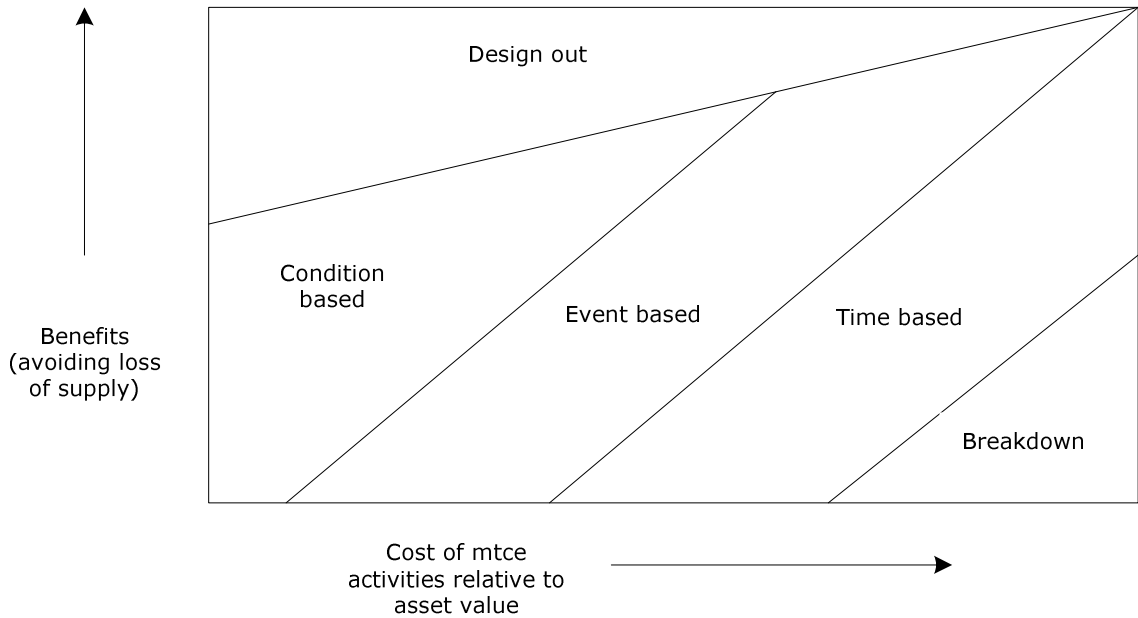 Design out
Condition
based
Event based
Time based
Breakdown
Benefits
(avoiding loss
of supply)
Cost of mtce
activities relative to
asset value